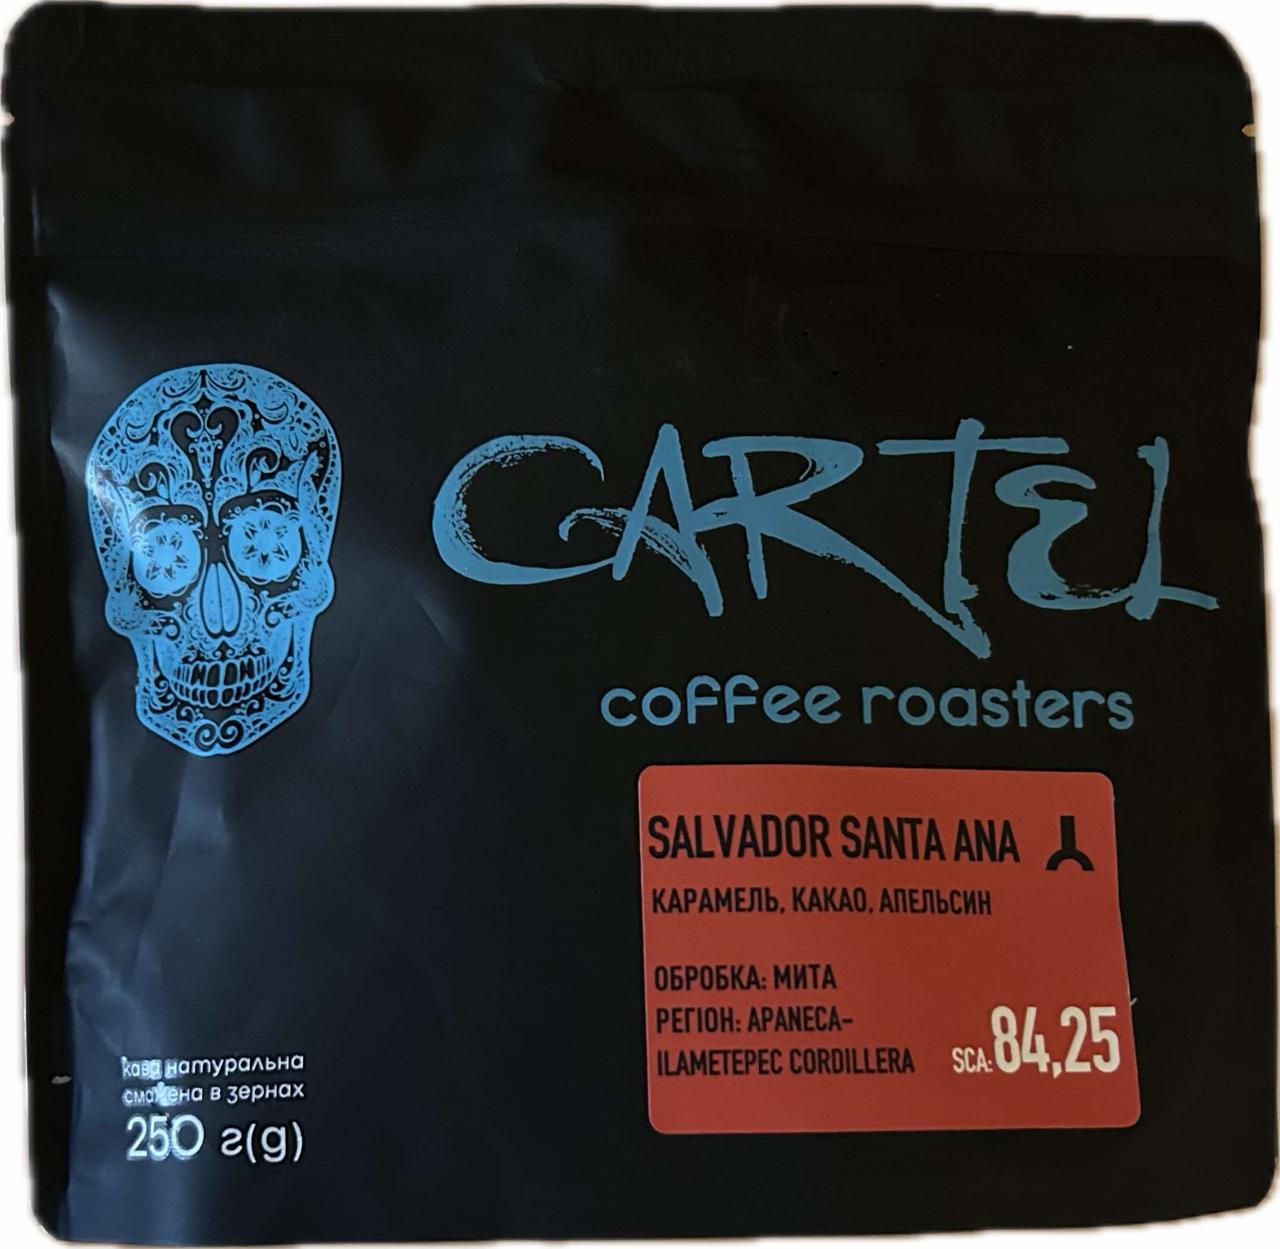 CARTEL
coffee roasters
SALVADOR SANTA ANA
КАРАМЕЛЬ, КАКАО, АПЕЛЬСИН
ОБРОБКА: МИТА
РЕГІОН: APANECA-
ILAMETEPEC CORDILLERA
SCA: 84,25
кава натуральна
смажена в зернах
250 г(g)